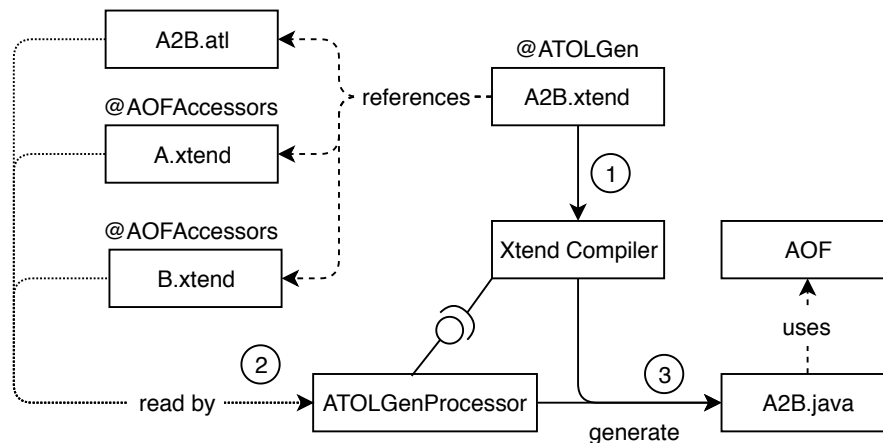 A2B.atl
@ATOLGen
references
A2B.xtend
@AOFAccessors
A.xtend
1
@AOFAccessors
B.xtend
Xtend Compiler
AOF
uses
2
3
read by
ATOLGenProcessor
A2B.java
generate